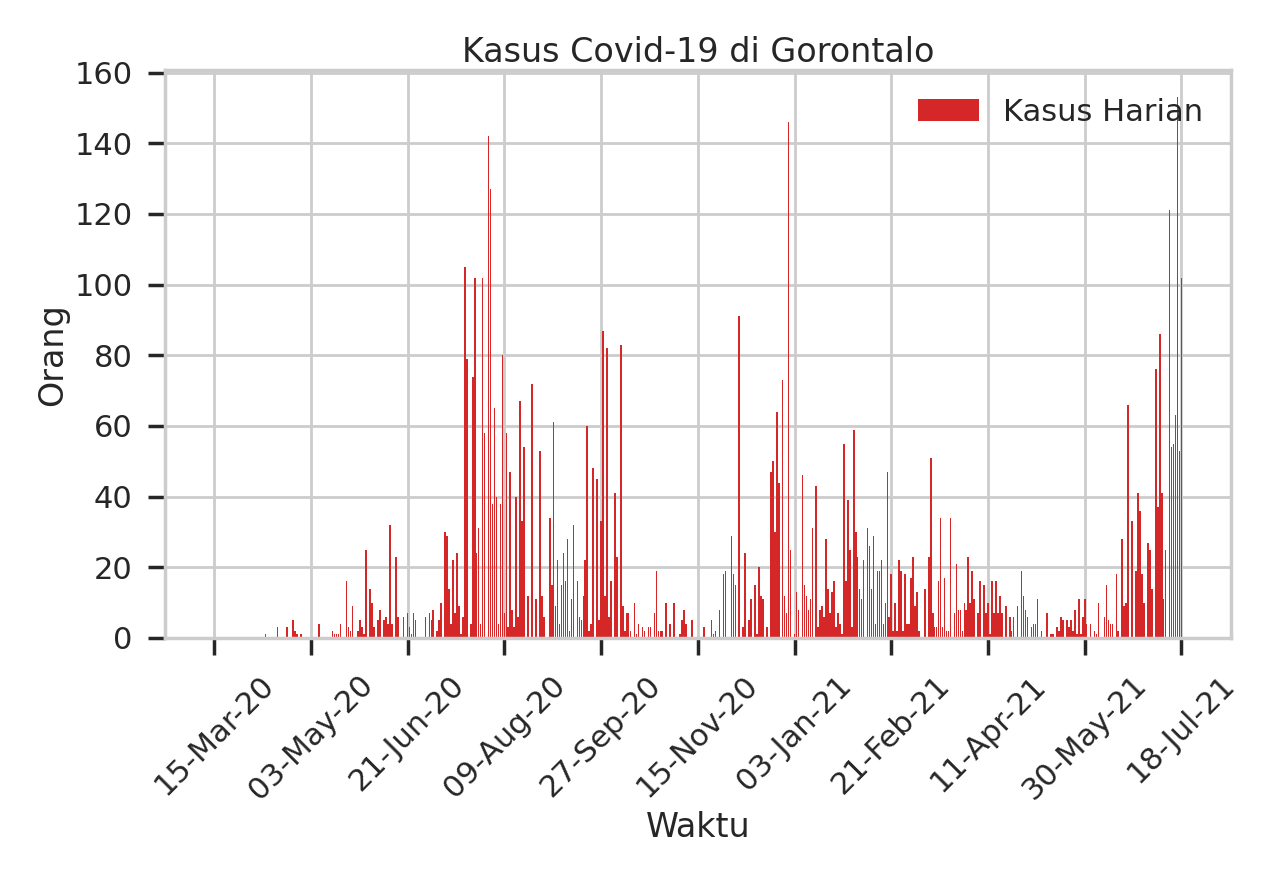 Kasus Covid-19 di Gorontalo
Kasus Harian
Orang
160
140
120
100
80
60
40
20
0
15-Mar-20
03-May-20
21-Jun-20
09-Aug-20
27-Sep-20
15-Nov-20
03-Jan-21
21-Feb-21
11-Apr-21
30-May-21
18-Jul-21
Waktu